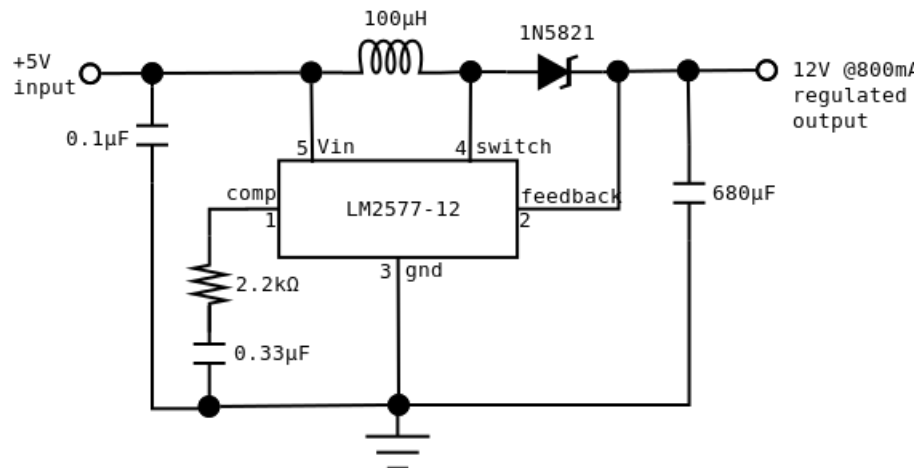 100µH
1N5821
+5V
input
12V @800mA
regulated
output
0.1µF
5 Vin
4 switch
comp
1
LM2577-12
feedback
2
680µF
3 gnd
2.2kΩ
0.33µF